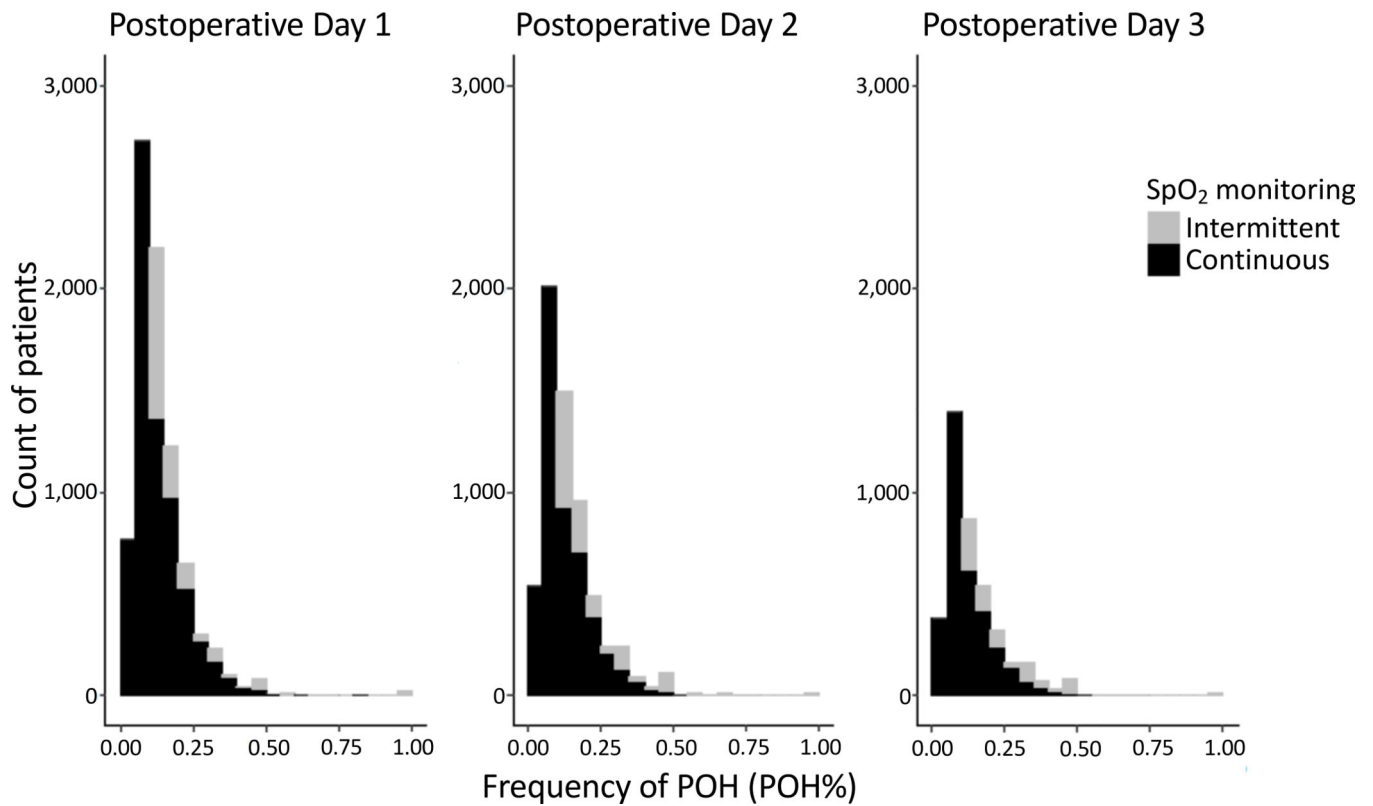 Postoperative Day 1
Postoperative Day 2
Postoperative Day 3
3,000
2,000
1,000
0
3,000
2,000
1,000
0
3,000
2,000
1,000
0
Count of patients
SpO₂ monitoring
Intermittent
Continuous
0.00 0.25 0.50 0.75 1.00
0.00 0.25 0.50 0.75 1.00
0.00 0.25 0.50 0.75 1.00
Frequency of POH (POH%)